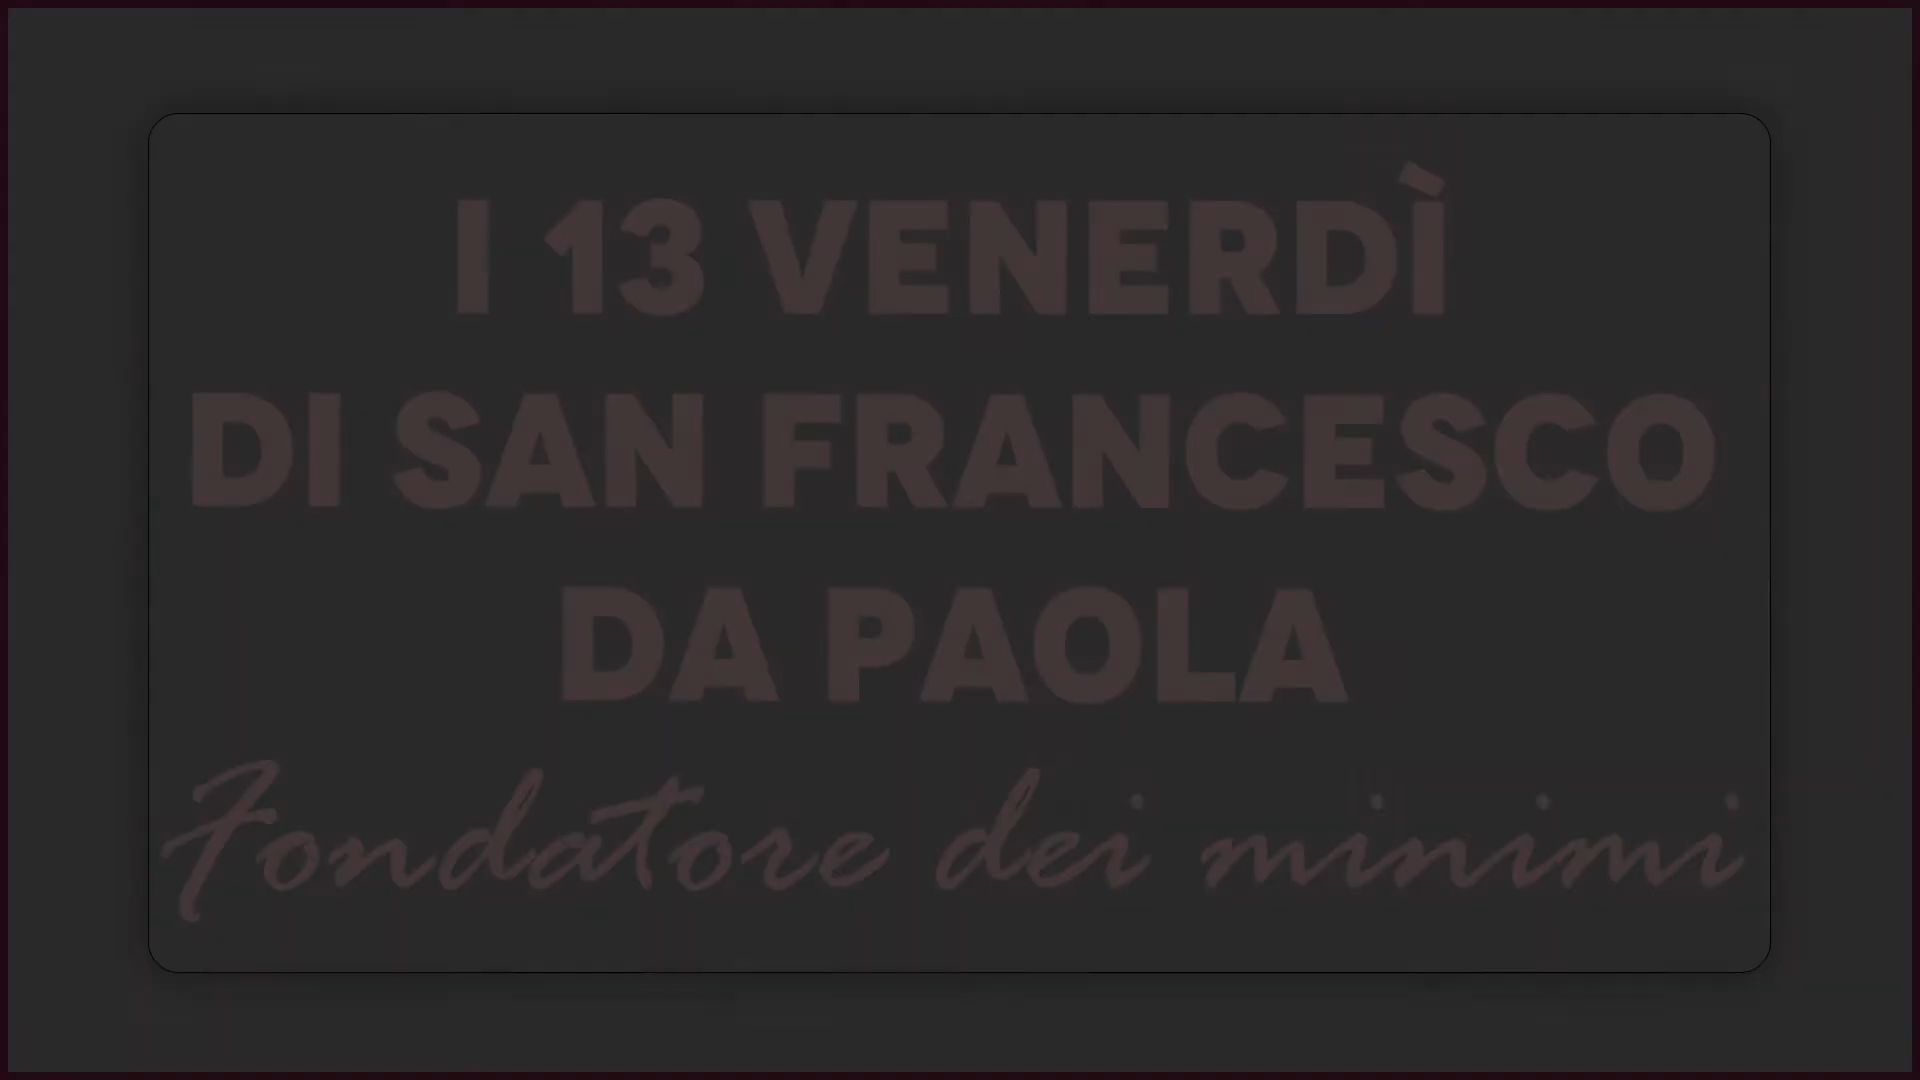 I 13 VENERDÌ
DI SAN FRANCESCO
DA PAOLA
Fondatore dei minimi